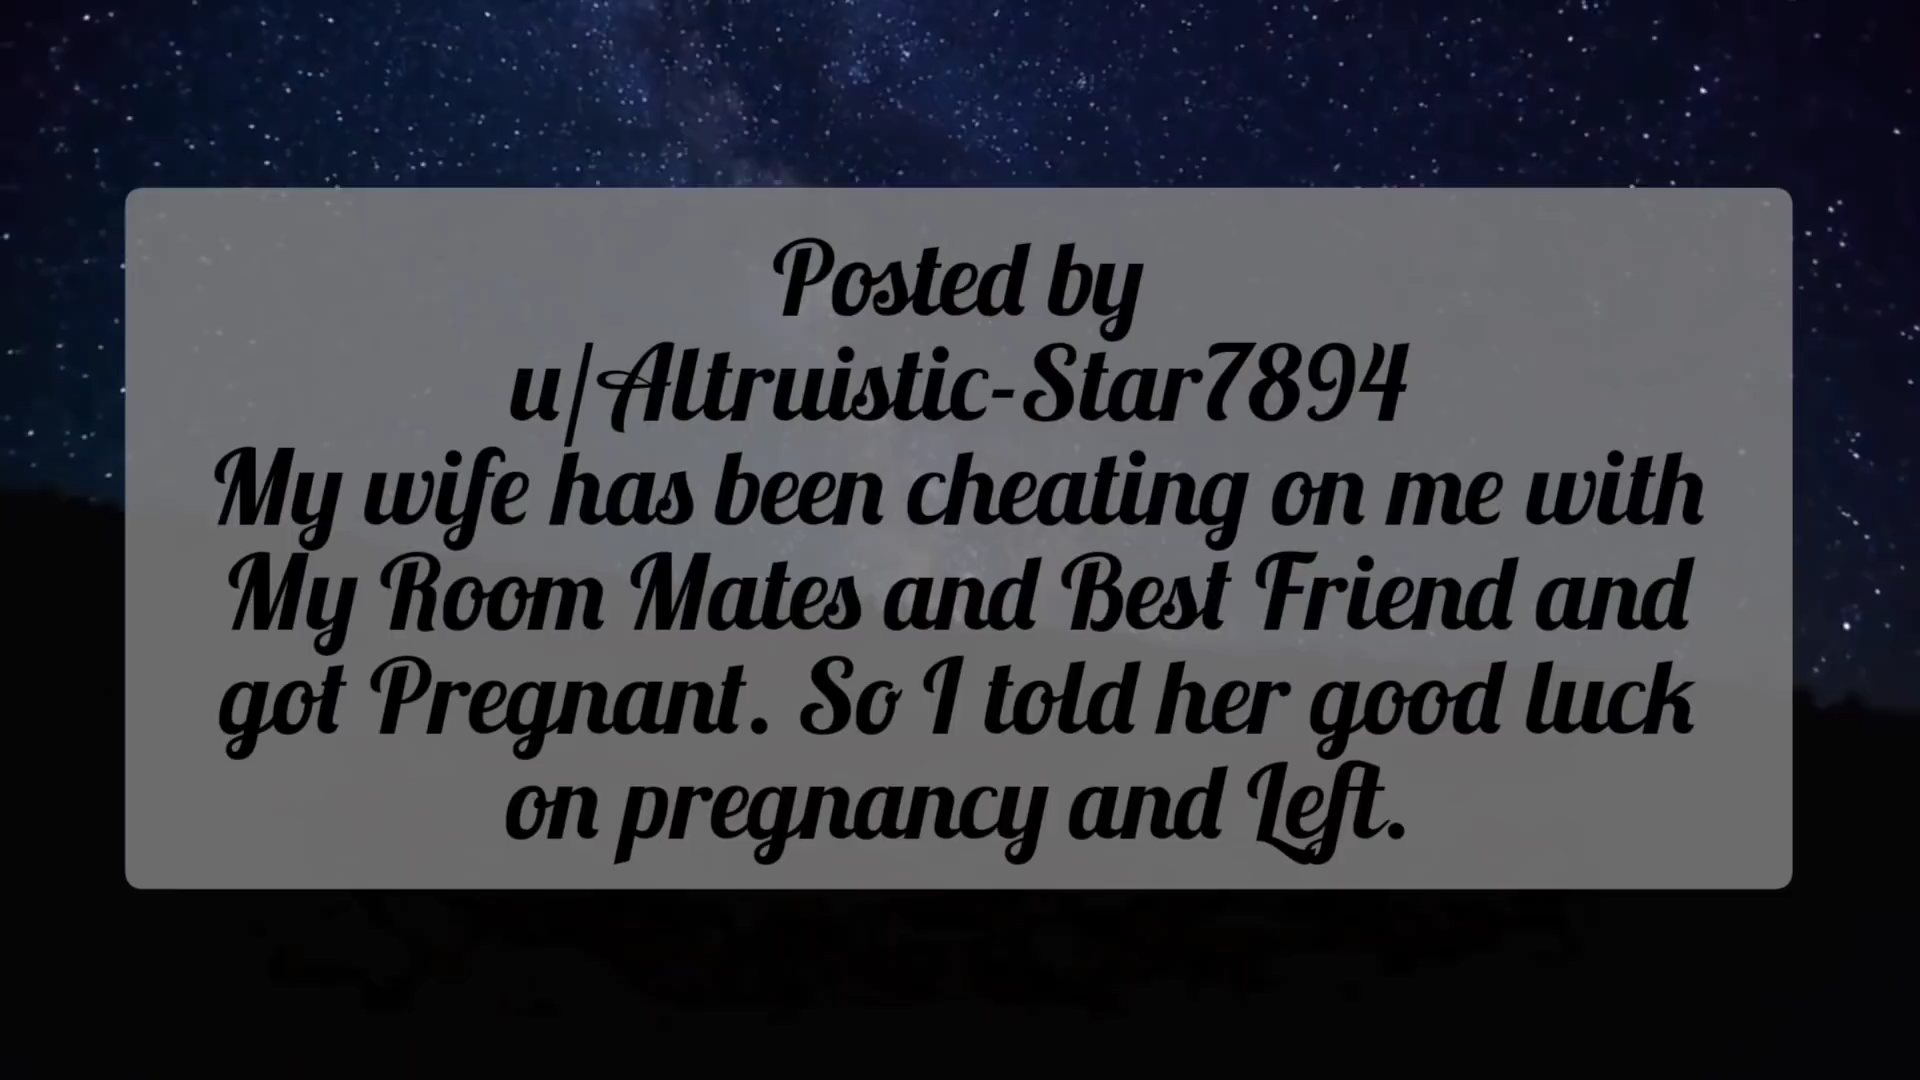 Posted by
u/Altruistic-Star7894
My wife has been cheating on me with
My Room Mates and Best Friend and
got Pregnant. So I told her good luck
on pregnancy and Left.